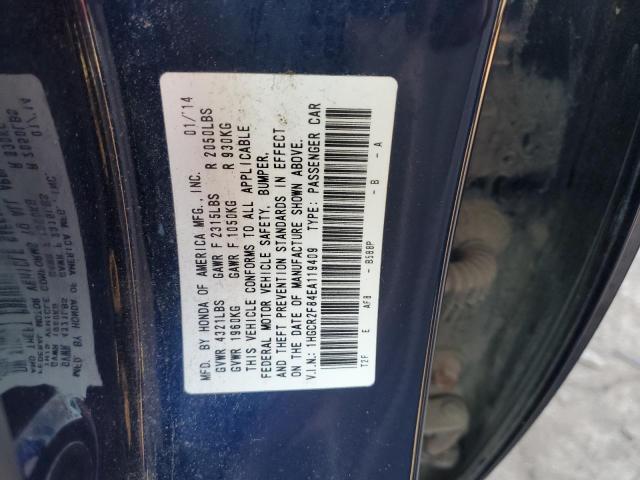 MFD. BY HONDA OF AMERICA MFG., INC. 01/14
GVWR 4321LBS GAWR F 2315LBS R 2050LBS
GVWR 1960KG GAWR F 1050KG R 930KG
THIS VEHICLE CONFORMS TO ALL APPLICABLE
FEDERAL MOTOR VEHICLE SAFETY, BUMPER,
AND THEFT PREVENTION STANDARDS IN EFFECT
ON THE DATE OF MANUFACTURE SHOWN ABOVE.
V.I.N.: 1HGCR2F84EA119409 TYPE: PASSENGER CAR
T2F E AF8 - B588P - B - A